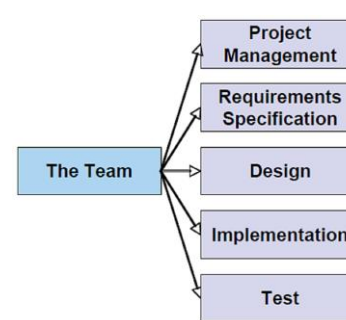 Project
Management
Requirements
Specification
The Team
Design
Implementation
Test